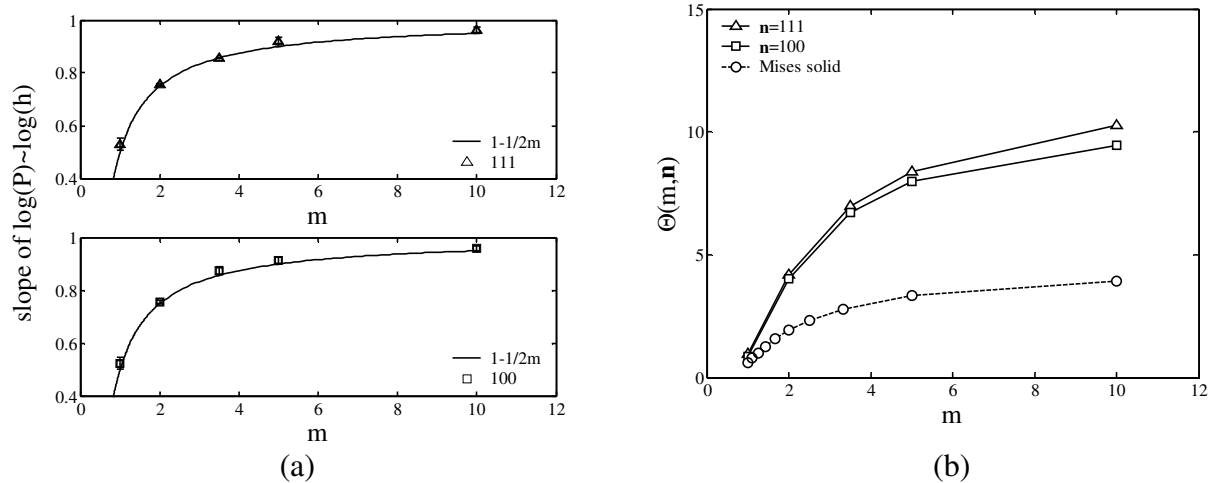 slope of log(P)~log(h)
1
0.8
0.6
0.4
0 2 4 6 8 10 12
m
1-1/2m
111
1
0.8
0.6
0.4
0 2 4 6 8 10 12
m
1-1/2m
100
(a)
Θ(m,n)
15
10
5
0
0 2 4 6 8 10 12
m
n=111
n=100
Mises solid
(b)